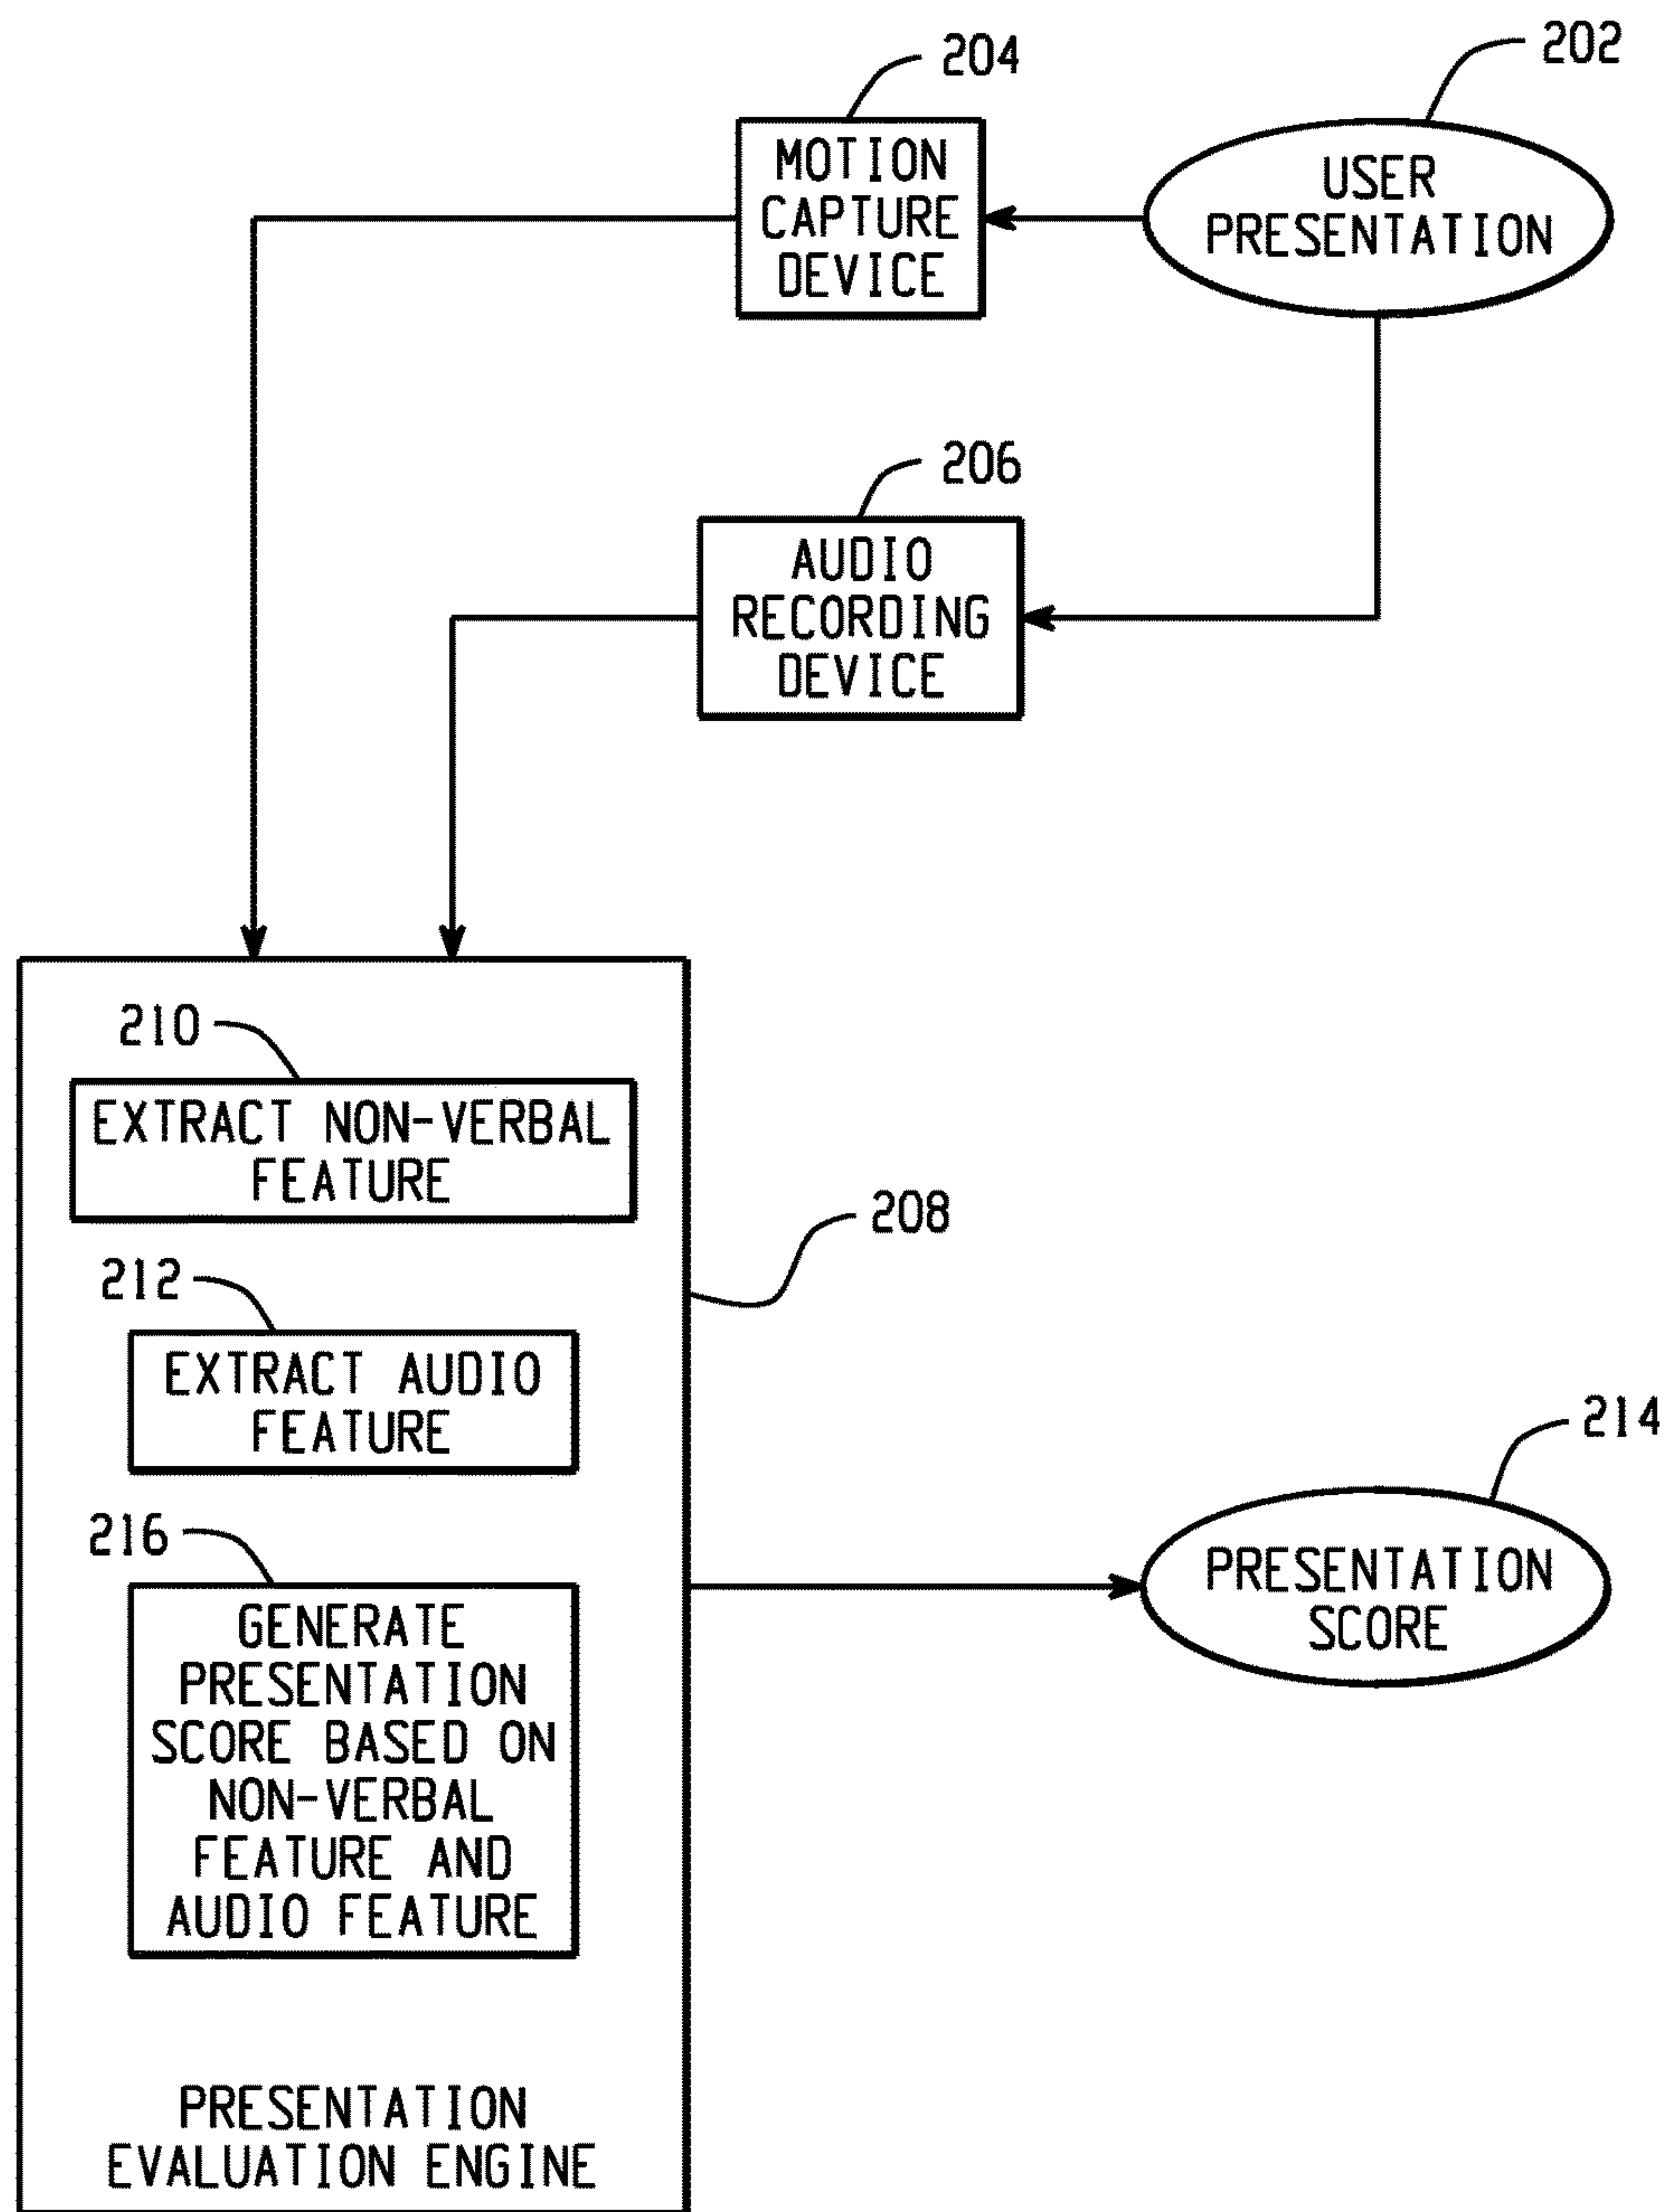 204
202
MOTION
CAPTURE
DEVICE
USER
PRESENTATION
206
AUDIO
RECORDING
DEVICE
210
EXTRACT NON-VERBAL
FEATURE
208
212
EXTRACT AUDIO
FEATURE
214
216
GENERATE
PRESENTATION
SCORE BASED ON
NON-VERBAL
FEATURE AND
AUDIO FEATURE
PRESENTATION
SCORE
PRESENTATION
EVALUATION ENGINE